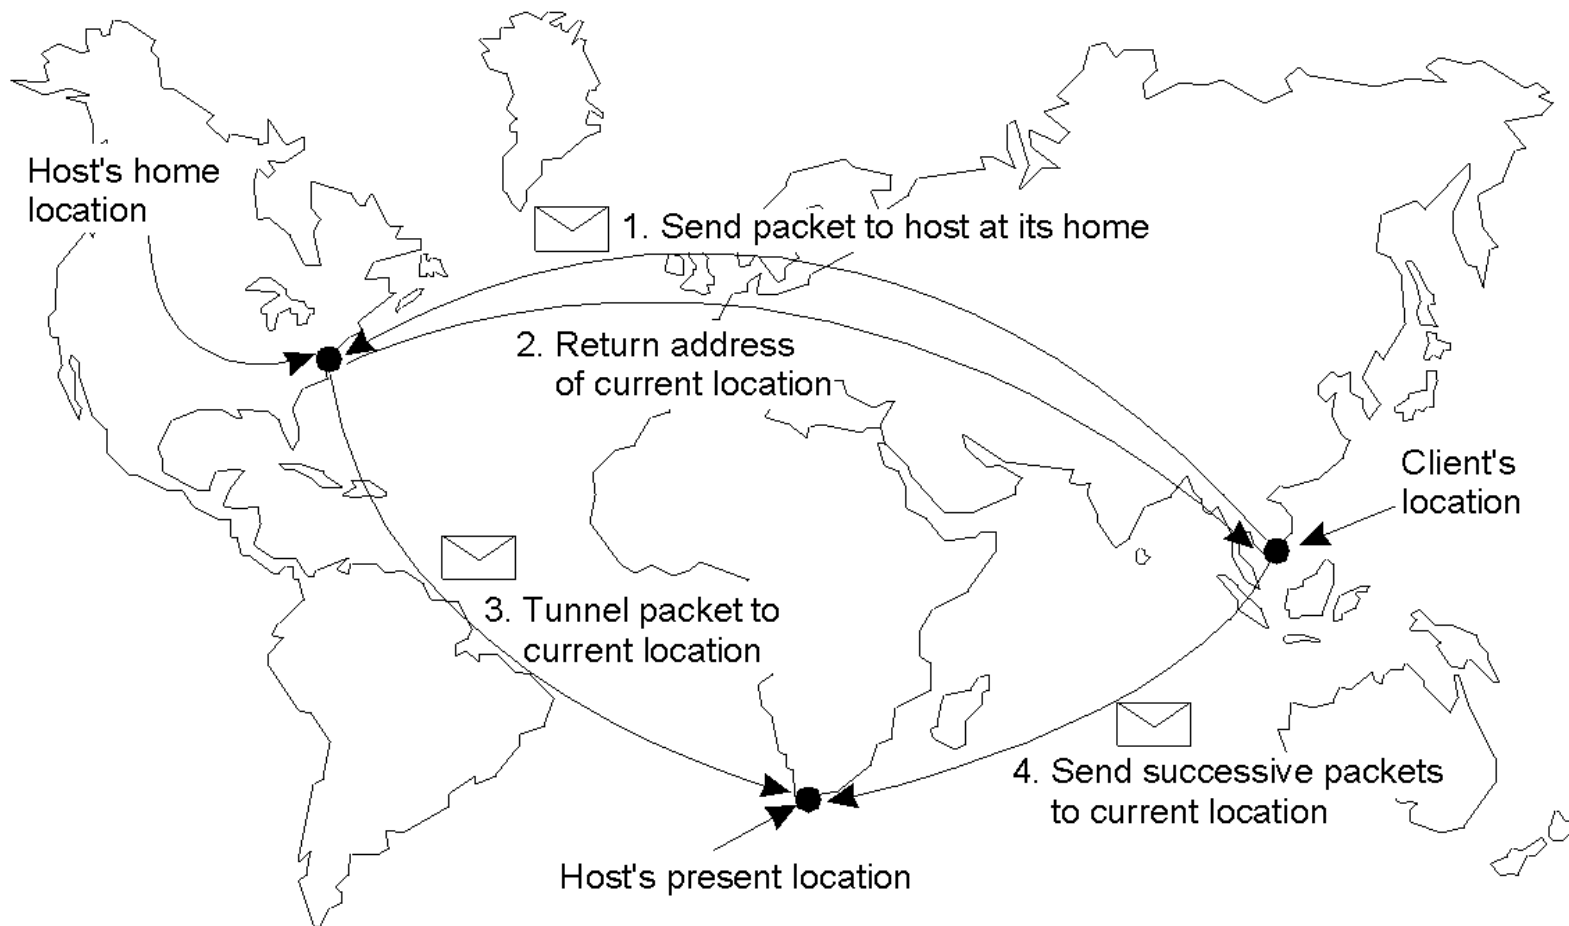 Host's home
location
1. Send packet to host at its home
2. Return address
of current location
Client's
location
3. Tunnel packet to
current location
4. Send successive packets
to current location
Host's present location